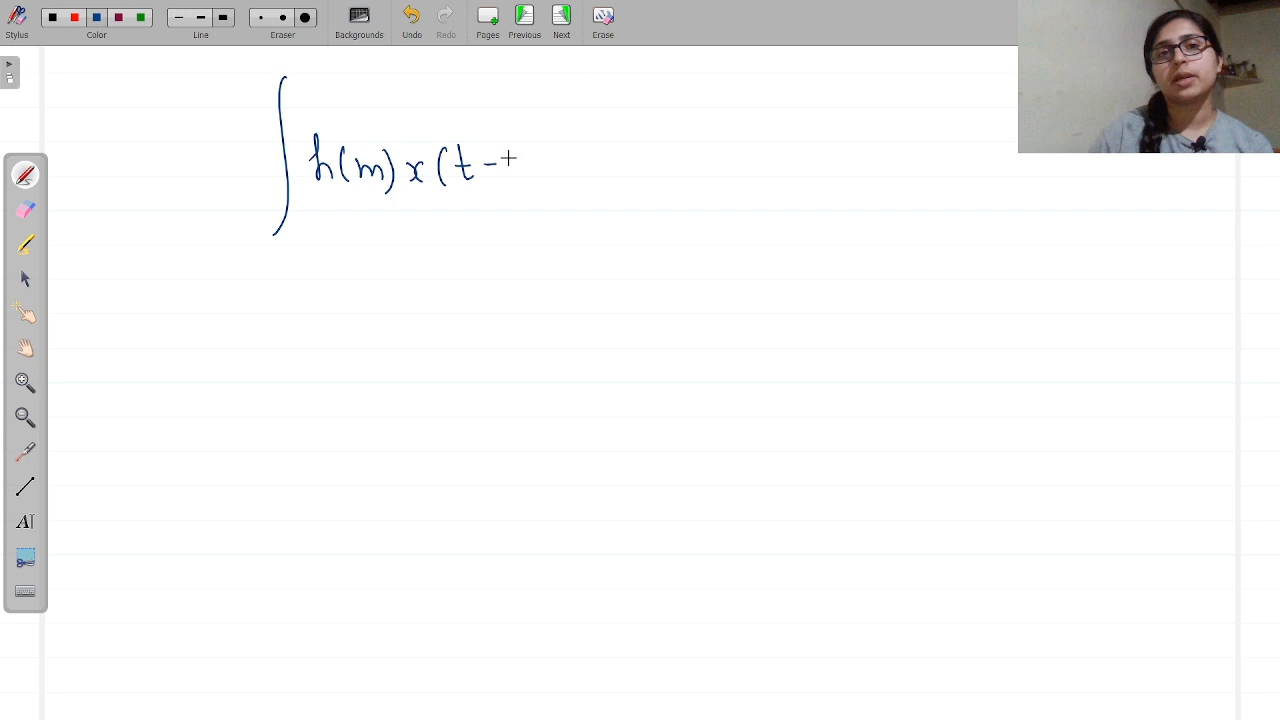 Stylus Color Line Eraser Backgrounds Undo Redo Pages Previous Next Erase
∫ h(m) x (t -